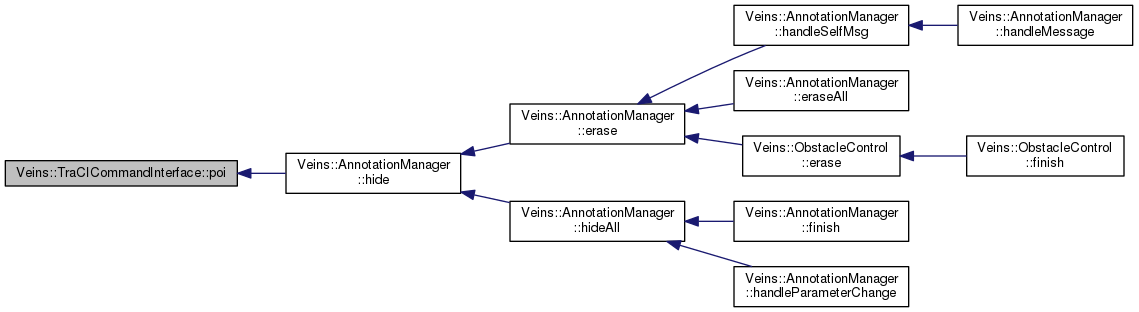 Veins::AnnotationManager
::handleSelfMsg
Veins::AnnotationManager
::handleMessage
Veins::AnnotationManager
::eraseAll
Veins::AnnotationManager
::erase
Veins::ObstacleControl
::erase
Veins::ObstacleControl
::finish
Veins::TraCICommandInterface::poi
Veins::AnnotationManager
::hide
Veins::AnnotationManager
::hideAll
Veins::AnnotationManager
::finish
Veins::AnnotationManager
::handleParameterChange